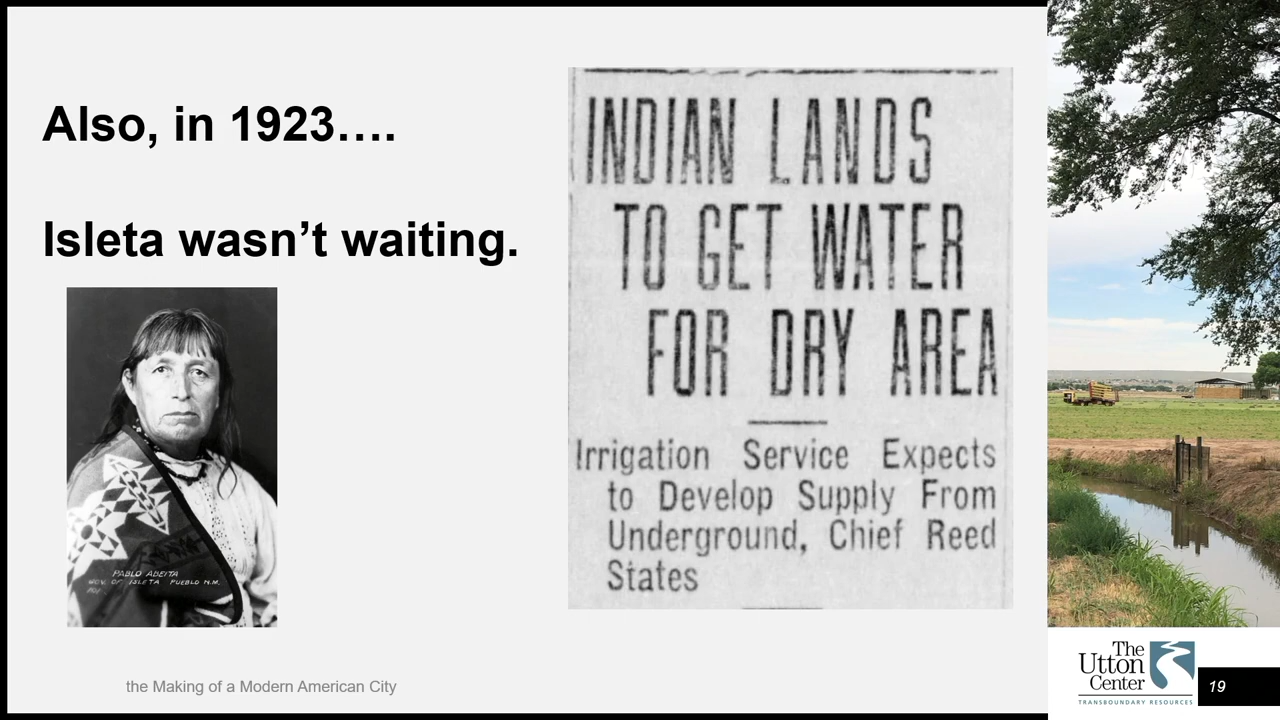 Also, in 1923….
Isleta wasn’t waiting.
PABLO ABEITA
GOV. OF ISLETA PUEBLO N.M.
INDIAN LANDS
TO GET WATER
FOR DRY AREA
Irrigation Service Expects
to Develop Supply From
Underground, Chief Reed
States
the Making of a Modern American City
The
Utton
Center
TRANSBOUNDARY RESOURCES
19